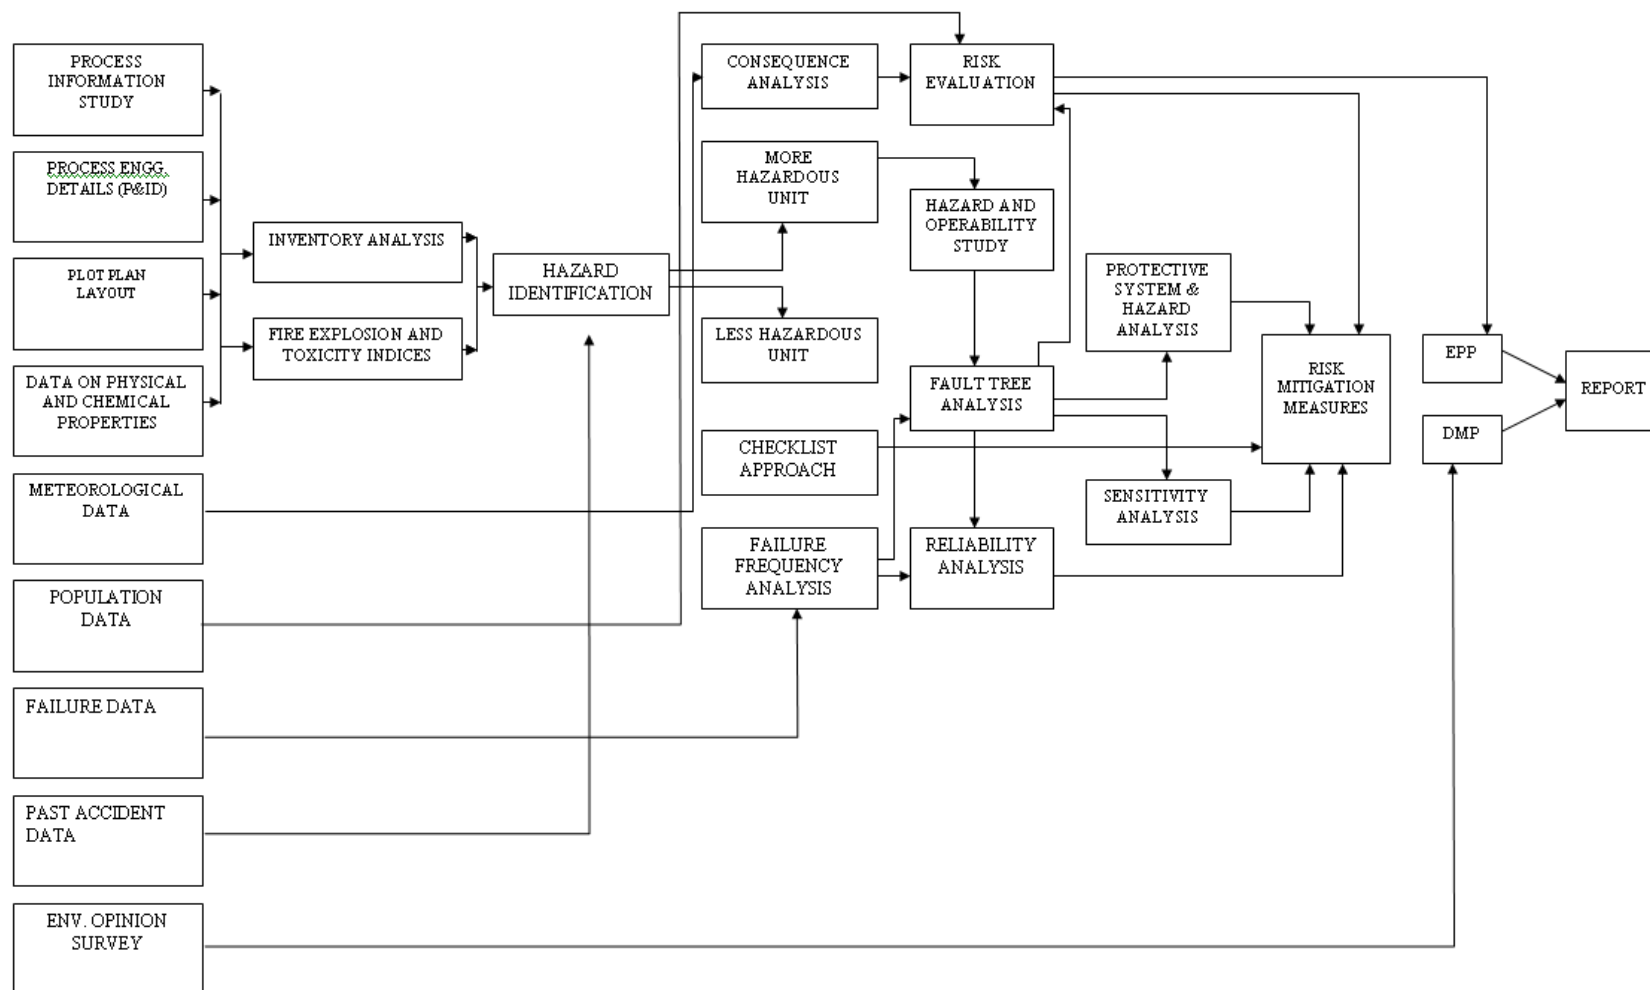 PROCESS
INFORMATION
STUDY
PROCESS ENGG.
DETAILS (P&ID)
PLOT PLAN
LAYOUT
DATA ON PHYSICAL
AND CHEMICAL
PROPERTIES
METEOROLOGICAL
DATA
POPULATION
DATA
FAILURE DATA
PAST ACCIDENT
DATA
ENV. OPINION
SURVEY
INVENTORY ANALYSIS
FIRE EXPLOSION AND
TOXICITY INDICES
HAZARD
IDENTIFICATION
CONSEQUENCE
ANALYSIS
MORE
HAZARDOUS
UNIT
LESS HAZARDOUS
UNIT
CHECKLIST
APPROACH
FAILURE
FREQUENCY
ANALYSIS
RISK
EVALUATION
HAZARD AND
OPERABILITY
STUDY
FAULT TREE
ANALYSIS
RELIABILITY
ANALYSIS
PROTECTIVE
SYSTEM &
HAZARD
ANALYSIS
SENSITIVITY
ANALYSIS
RISK
MITIGATION
MEASURES
EPP
DMP
REPORT